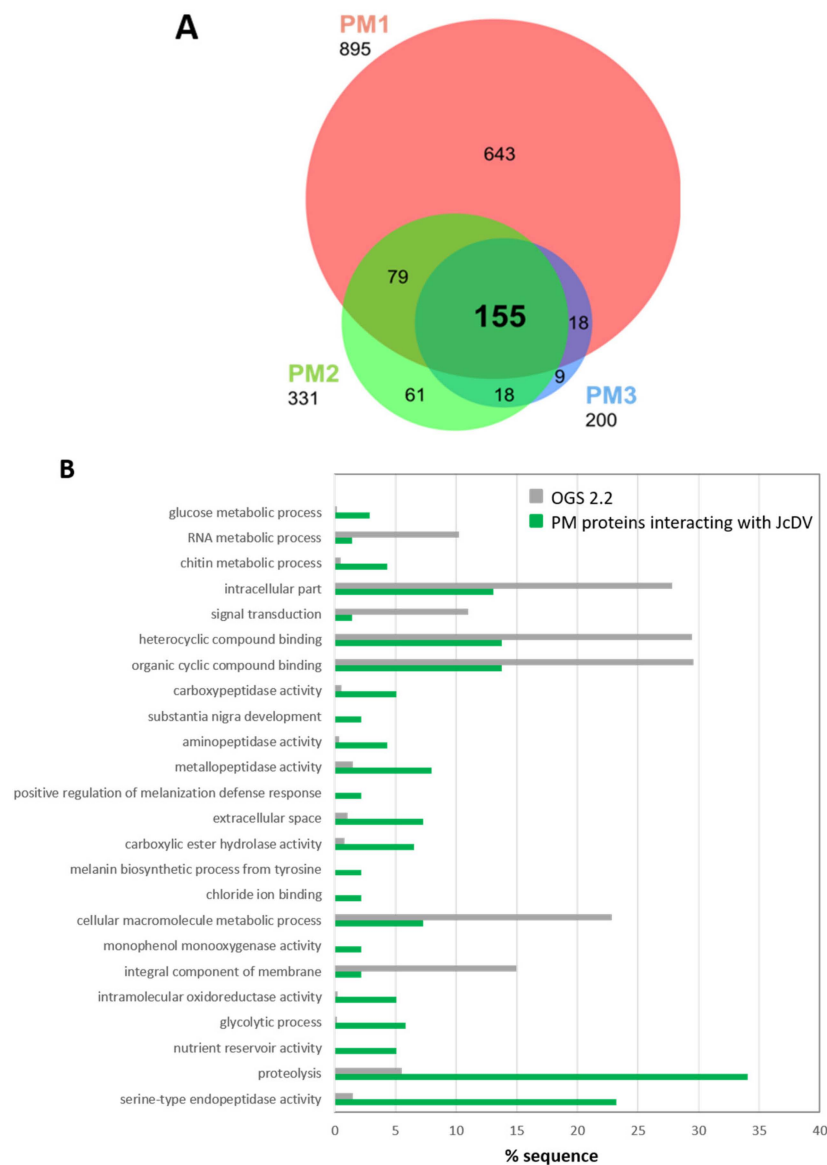 A
PM1
895
643
79
155
18
PM2
331
61
18
9
PM3
200
B
OGS 2.2
PM proteins interacting with JcDV
glucose metabolic process
RNA metabolic process
chitin metabolic process
intracellular part
signal transduction
heterocyclic compound binding
organic cyclic compound binding
carboxypeptidase activity
substantia nigra development
aminopeptidase activity
metallopeptidase activity
positive regulation of melanization defense response
extracellular space
carboxylic ester hydrolase activity
melanin biosynthetic process from tyrosine
chloride ion binding
cellular macromolecule metabolic process
monophenol monooxygenase activity
integral component of membrane
intramolecular oxidoreductase activity
glycolytic process
nutrient reservoir activity
proteolysis
serine-type endopeptidase activity
0 5 10 15 20 25 30 35 40
% sequence